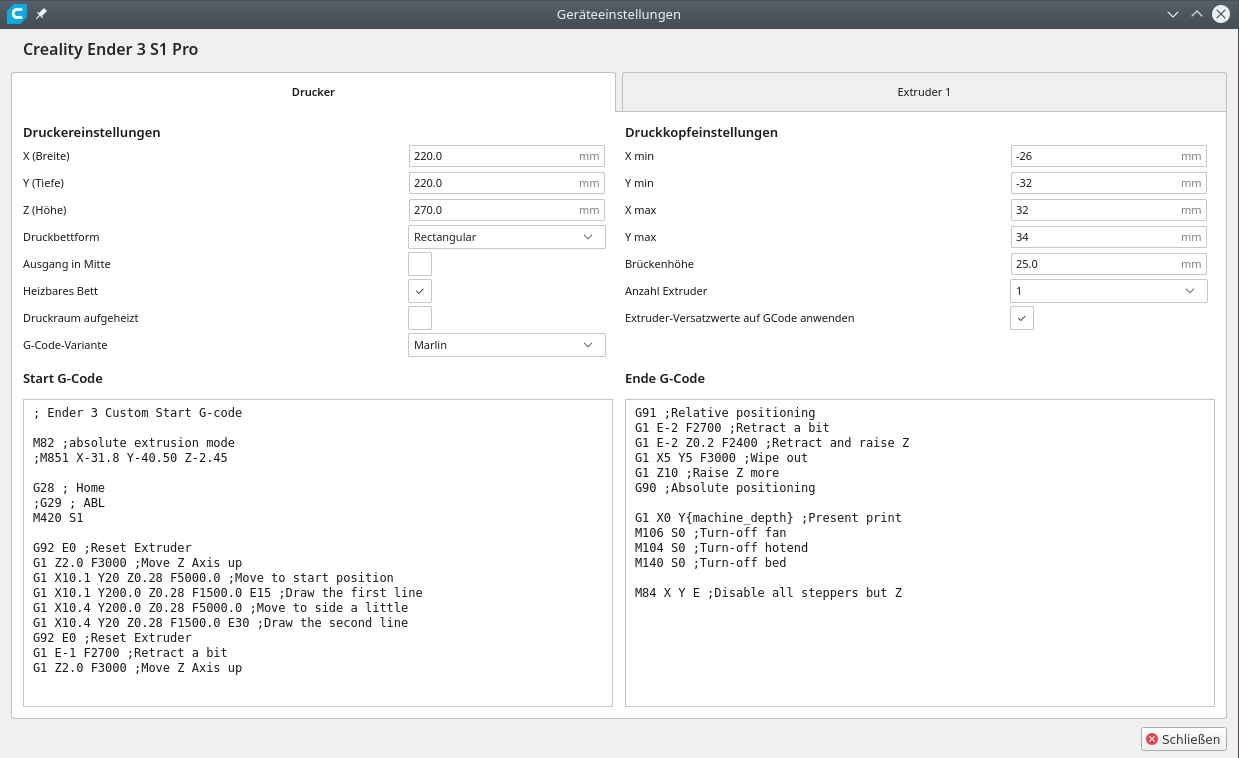 Geräteeinstellungen
Creality Ender 3 S1 Pro
Drucker
Extruder 1
Druckereinstellungen
X (Breite) 220.0 mm
Y (Tiefe) 220.0 mm
Z (Höhe) 270.0 mm
Druckbettform Rectangular
Ausgang in Mitte
Heizbares Bett
Druckraum aufgeheizt
G-Code-Variante Marlin
Druckkopfeinstellungen
X min -26 mm
Y min -32 mm
X max 32 mm
Y max 34 mm
Brückenhöhe 25.0 mm
Anzahl Extruder 1
Extruder-Versatzwerte auf GCode anwenden
Start G-Code
; Ender 3 Custom Start G-code
M82 ;absolute extrusion mode
;M851 X-31.8 Y-40.50 Z-2.45
G28 ; Home
;G29 ; ABL
M420 S1
G92 E0 ;Reset Extruder
G1 Z2.0 F3000 ;Move Z Axis up
G1 X10.1 Y20 Z0.28 F5000.0 ;Move to start position
G1 X10.1 Y200.0 Z0.28 F1500.0 E15 ;Draw the first line
G1 X10.4 Y200.0 Z0.28 F5000.0 ;Move to side a little
G1 X10.4 Y20 Z0.28 F1500.0 E30 ;Draw the second line
G92 E0 ;Reset Extruder
G1 E-1 F2700 ;Retract a bit
G1 Z2.0 F3000 ;Move Z Axis up
Ende G-Code
G91 ;Relative positioning
G1 E-2 F2700 ;Retract a bit
G1 E-2 Z0.2 F2400 ;Retract and raise Z
G1 X5 Y5 F3000 ;Wipe out
G1 Z10 ;Raise Z more
G90 ;Absolute positioning
G1 X0 Y{machine_depth} ;Present print
M106 S0 ;Turn-off fan
M104 S0 ;Turn-off hotend
M140 S0 ;Turn-off bed
M84 X Y E ;Disable all steppers but Z
Schließen